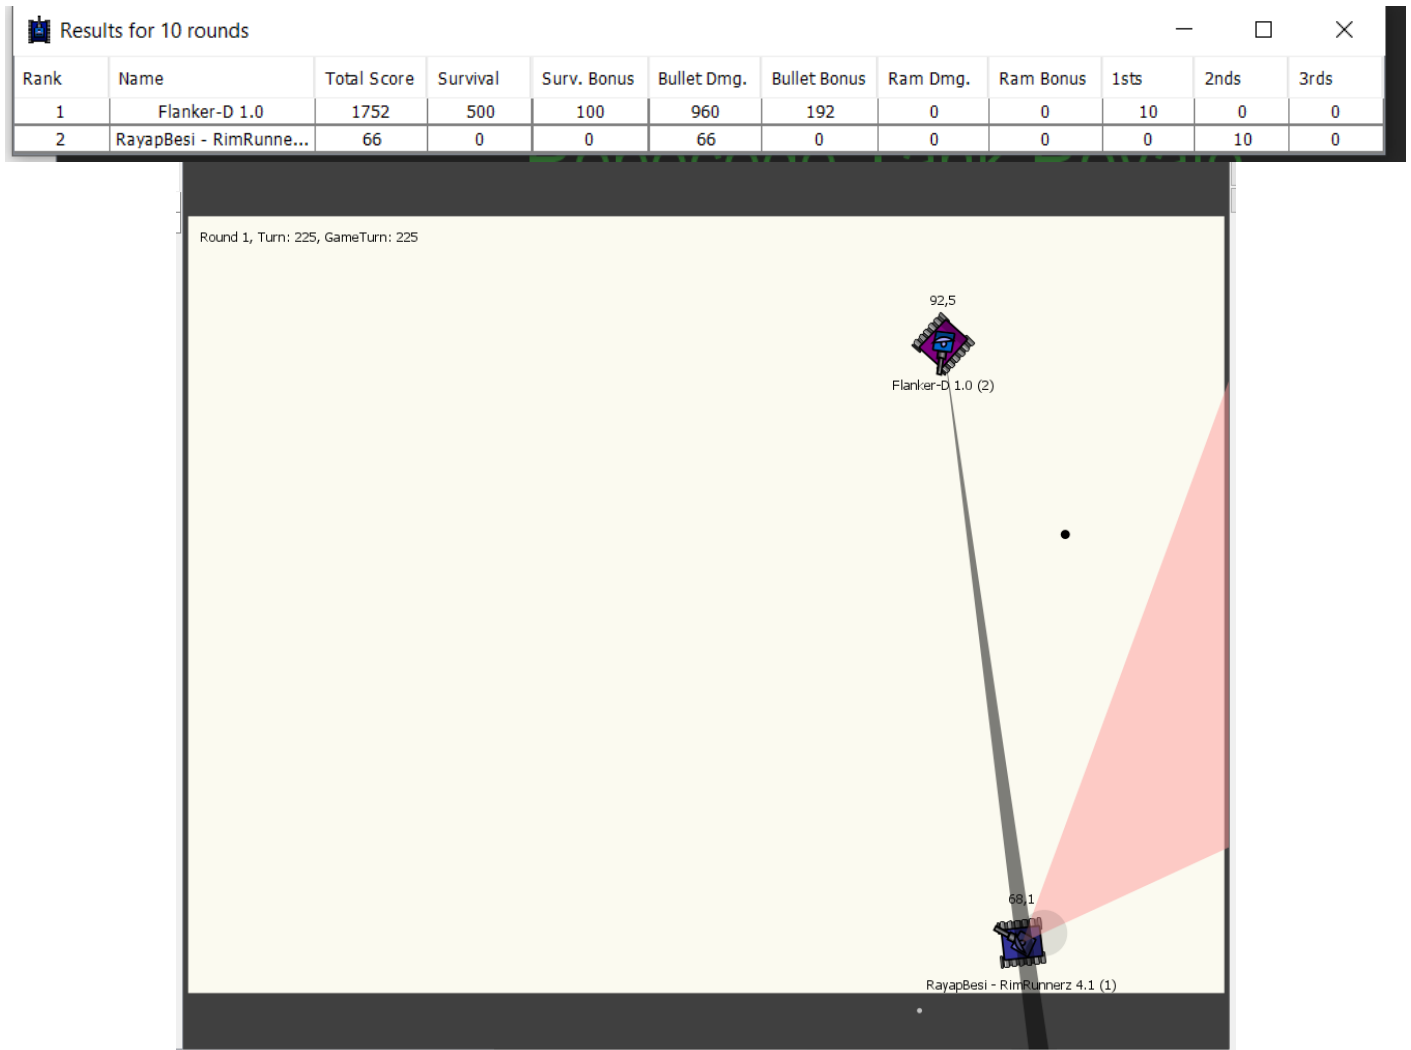 Results for 10 rounds
Rank Name Total Score Survival Surv. Bonus Bullet Dmg. Bullet Bonus Ram Dmg. Ram Bonus 1sts 2nds 3rds
1 Flanker-D 1.0 1752 500 100 960 192 0 0 10 0 0
2 RayapBesi - RimRunne... 66 0 0 66 0 0 0 0 10 0
Round 1, Turn: 225, GameTurn: 225
92,5
Flanker-D 1.0 (2)
68,1
RayapBesi - RimRunnerz 4.1 (1)